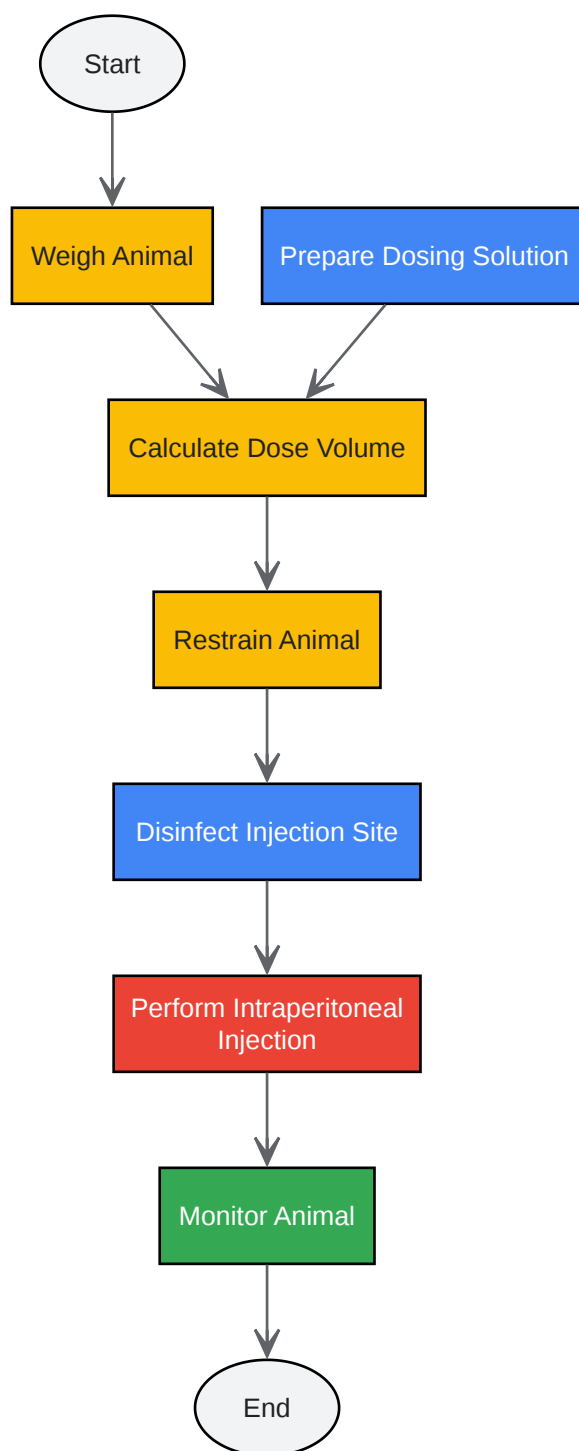 Start
Weigh Animal
Prepare Dosing Solution
Calculate Dose Volume
Restrain Animal
Disinfect Injection Site
Perform Intraperitoneal
Injection
Monitor Animal
End